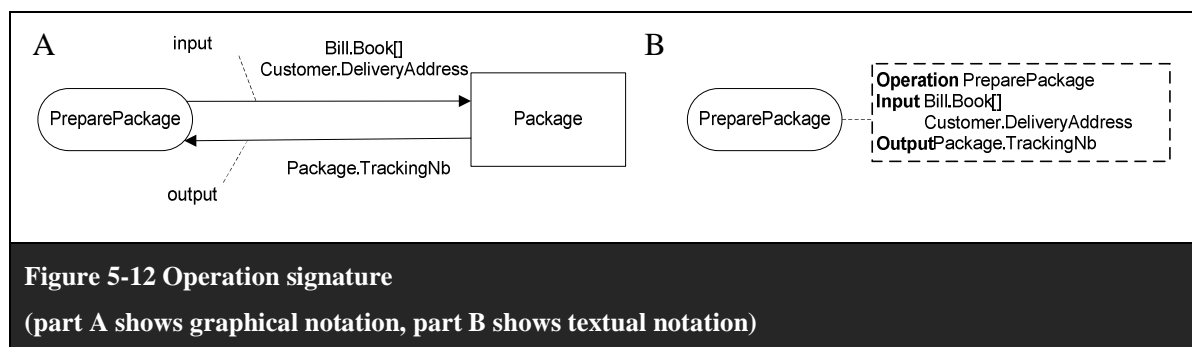 A
input
Bill.Book[]
Customer.DeliveryAddress
PreparePackage
Package
Package.TrackingNb
output
B
PreparePackage
Operation PreparePackage
Input Bill.Book[]
Customer.DeliveryAddress
OutputPackage.TrackingNb
Figure 5-12 Operation signature
(part A shows graphical notation, part B shows textual notation)